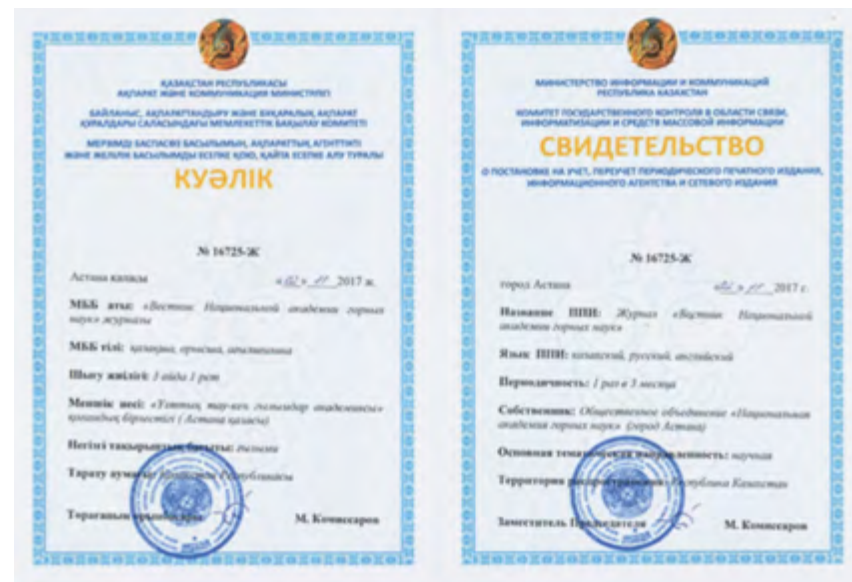 ҚАЗАҚСТАН РЕСПУБЛИКАСЫ
АҚПАРАТ ЖӘНЕ КОММУНИКАЦИЯ МИНИСТРЛІГІ
БАЙЛАНЫС, АҚПАРАТТАНДЫРУ ЖӘНЕ БҰҚАРАЛЫҚ АҚПАРАТ
ҚҰРАЛДАРЫ САЛАСЫНДАҒЫ МЕМЛЕКЕТТІК БАҚЫЛАУ КОМИТЕТІ
МЕРЗІМДІ БАСПАСӨЗ БАСЫЛЫМЫН, АҚПАРАТТЫҚ АГЕНТТІКТІ
ЖӘНЕ ЖЕЛІЛІК БАСЫЛЫМДЫ ЕСЕПКЕ ҚОЮ, ҚАЙТА ЕСЕПКЕ АЛУ ТУРАЛЫ
КУӘЛІК
№ 16725-Ж
Астана қаласы
2017 ж.
МББ аты: «Вестник Национальной академии горных
наук» журналы
МББ тілі: қазақша, орысша, ағылшынша
Шығу жиілігі: 3 айда 1 рет
Меншік иесі: «Ұлттық тау-кен ғылымдар академиясы»
қоғамдық бірлестігі ( Астана қаласы)
Негізгі тақырыптық бағыты: ғылыми
Тарату аумағы: Қазақстан Республикасы
Төрағаның орынбасары М. Комиссаров
МИНИСТЕРСТВО ИНФОРМАЦИИ И КОММУНИКАЦИЙ
РЕСПУБЛИКА КАЗАХСТАН
КОМИТЕТ ГОСУДАРСТВЕННОГО КОНТРОЛЯ В ОБЛАСТИ СВЯЗИ,
ИНФОРМАТИЗАЦИИ И СРЕДСТВ МАССОВОЙ ИНФОРМАЦИИ
СВИДЕТЕЛЬСТВО
О ПОСТАНОВКЕ НА УЧЕТ, ПЕРЕУЧЕТ ПЕРИОДИЧЕСКОГО ПЕЧАТНОГО ИЗДАНИЯ,
ИНФОРМАЦИОННОГО АГЕНТСТВА И СЕТЕВОГО ИЗДАНИЯ
№ 16725-Ж
город Астана
2017 г.
Название ППИ: Журнал «Вестник Национальной
академии горных наук»
Язык ППИ: казахский, русский, английский
Периодичность: 1 раз в 3 месяца
Собственник: Общественное объединение «Национальная
академия горных наук» (город Астана)
Основная тематическая направленность: научная
Территория распространения: Республика Казахстан
Заместитель Председателя М. Комиссаров